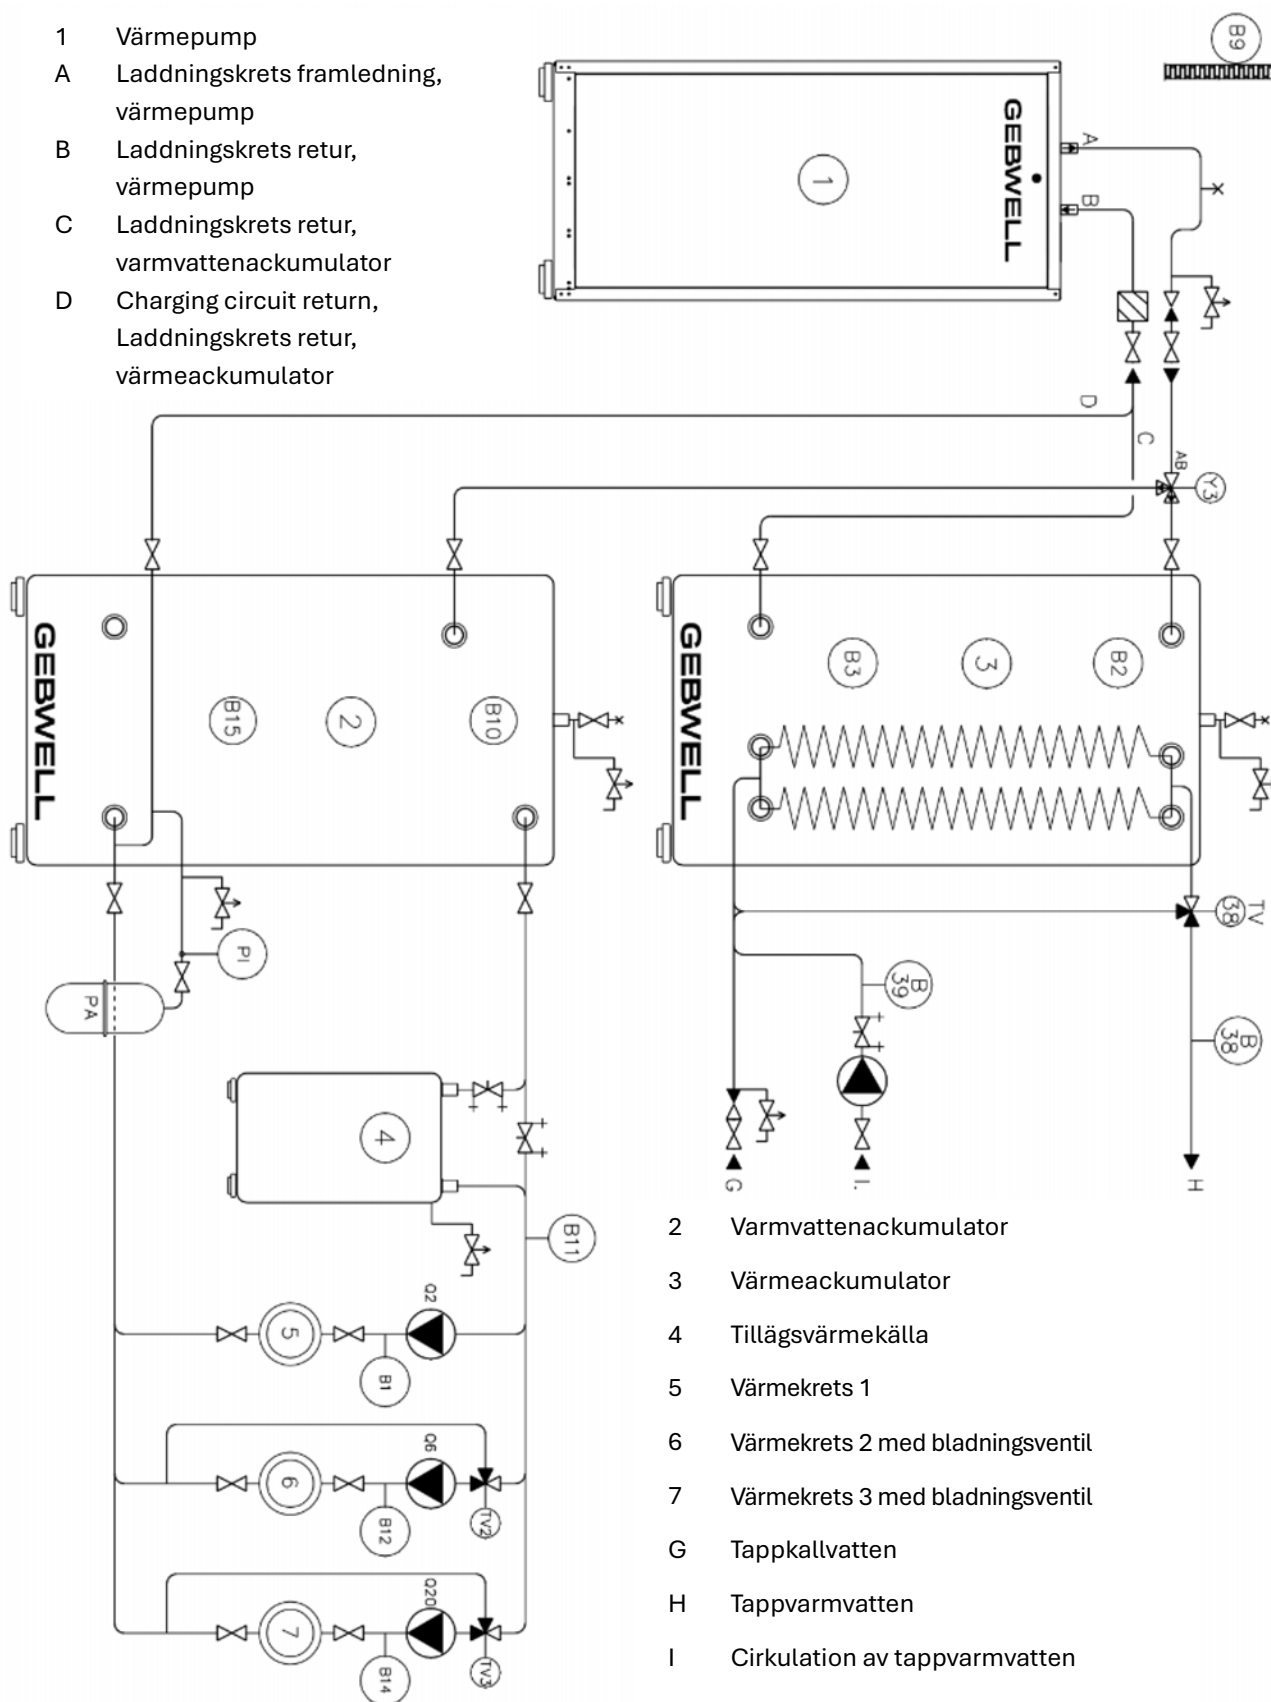 1 Värmepump
A Laddningskrets framledning,
värmepump
B Laddningskrets retur,
värmepump
C Laddningskrets retur,
varmvattenackumulator
D Charging circuit return,
Laddningskrets retur,
värmeackumulator
B9
GEBWELL
1
A
B
D
C
AB
Y3
GEBWELL
B15
2
B10
GEBWELL
B3
3
B2
TV
38
PI
PA
B
39
B
38
4
G
I.
H
B11
Q2
5
B1
Q6
6
B12
TV2
Q20
7
B14
TV3
2 Varmvattenackumulator
3 Värmeackumulator
4 Tillägsvärmekälla
5 Värmekrets 1
6 Värmekrets 2 med bladningsventil
7 Värmekrets 3 med bladningsventil
G Tappkallvatten
H Tappvarmvatten
I Cirkulation av tappvarmvatten